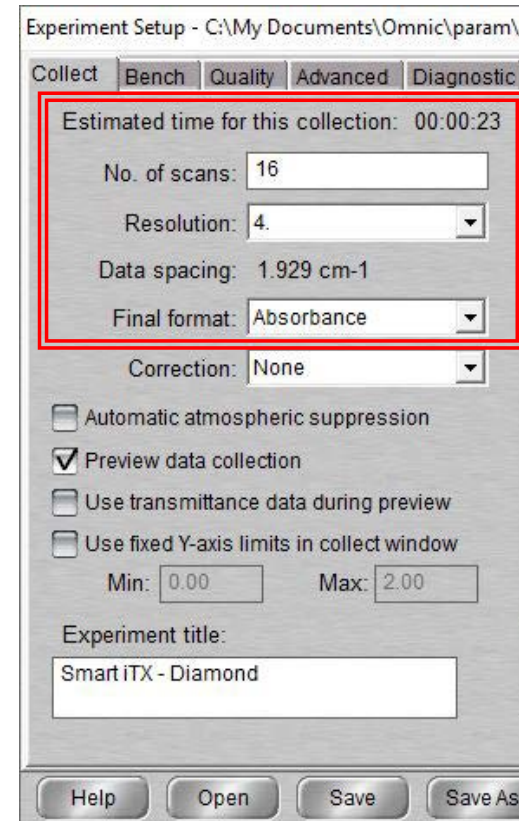 Experiment Setup - C:\My Documents\Omnic\param\
Collect Bench Quality Advanced Diagnostic
Estimated time for this collection: 00:00:23
No. of scans: 16
Resolution: 4.
Data spacing: 1.929 cm-1
Final format: Absorbance
Correction: None
Automatic atmospheric suppression
Preview data collection
Use transmittance data during preview
Use fixed Y-axis limits in collect window
Min: 0.00 Max: 2.00
Experiment title:
Smart iTX - Diamond
Help Open Save Save As